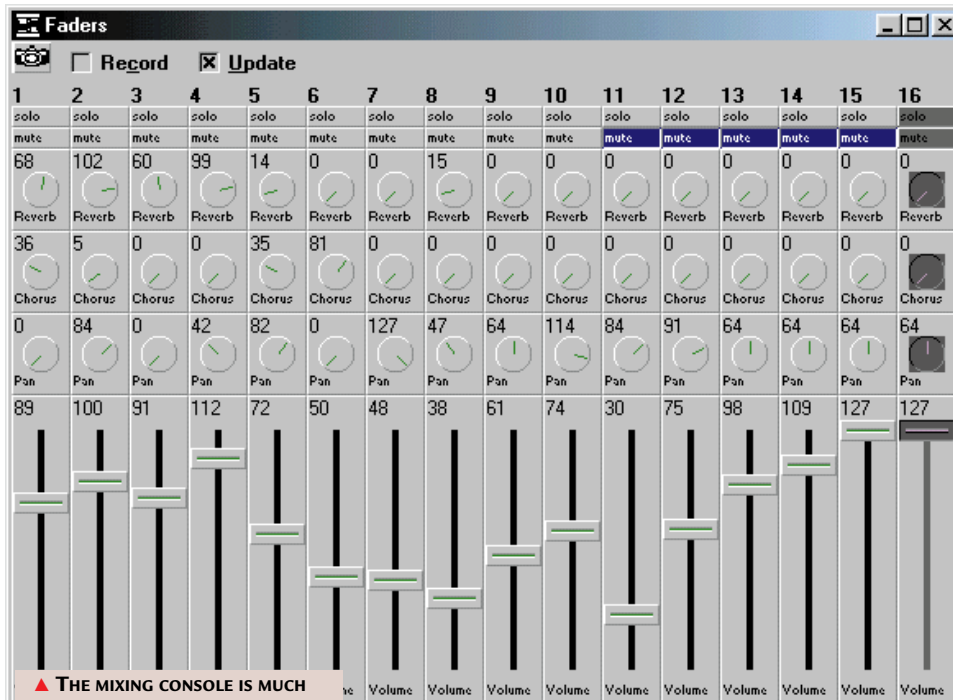 Faders
Record Update
1 2 3 4 5 6 7 8 9 10 11 12 13 14 15 16
solo solo solo solo solo solo solo solo solo solo solo solo solo solo solo solo
mute mute mute mute mute mute mute mute mute mute mute mute mute mute mute mute
68 102 60 99 14 0 0 15 0 0 0 0 0 0 0 0
Reverb Reverb Reverb Reverb Reverb Reverb Reverb Reverb Reverb Reverb Reverb Reverb Reverb Reverb Reverb Reverb
36 5 0 0 35 81 0 0 0 0 0 0 0 0 0 0
Chorus Chorus Chorus Chorus Chorus Chorus Chorus Chorus Chorus Chorus Chorus Chorus Chorus Chorus Chorus Chorus
0 84 0 42 82 0 127 47 64 114 84 91 64 64 64 64
Pan Pan Pan Pan Pan Pan Pan Pan Pan Pan Pan Pan Pan Pan Pan Pan
89 100 91 112 72 50 48 38 61 74 30 75 98 109 127 127
Volume Volume Volume Volume Volume Volume Volume Volume Volume Volume
▲ THE MIXING CONSOLE IS MUCH